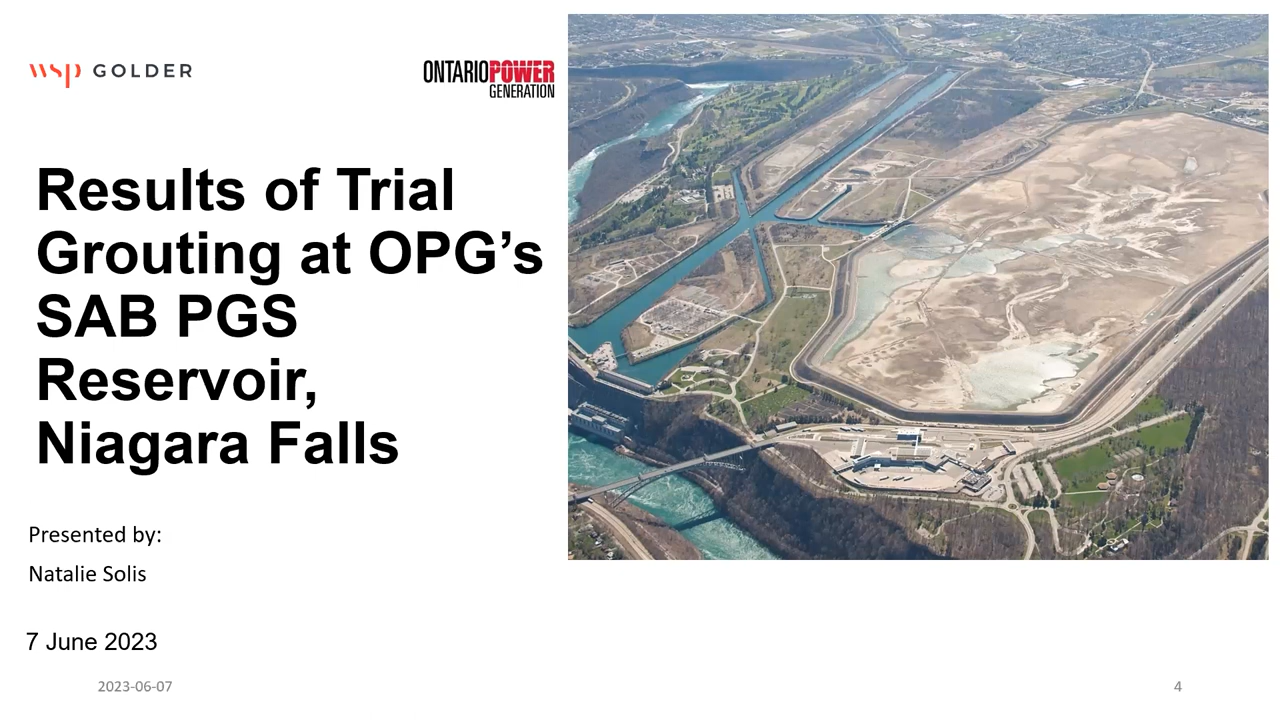 wsp GOLDER
ONTARIOPOWER
GENERATION
Results of Trial
Grouting at OPG’s
SAB PGS
Reservoir,
Niagara Falls
Presented by:
Natalie Solis
7 June 2023
2023-06-07
4